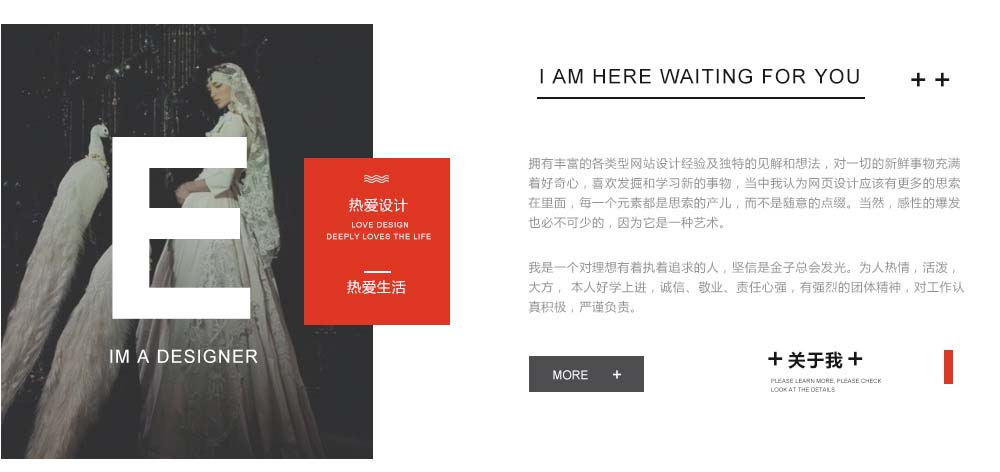 E
IM A DESIGNER
热爱设计
LOVE DESIGN
DEEPLY LOVES THE LIFE
热爱生活
I AM HERE WAITING FOR YOU
++
拥有丰富的各类型网站设计经验及独特的见解和想法，对一切的新鲜事物充满
着好奇心，喜欢发掘和学习新的事物，当中我认为网页设计应该有更多的思索
在里面，每一个元素都是思索的产儿，而不是随意的点缀。当然，感性的爆发
也必不可少的，因为它是一种艺术。
我是一个对理想有着执着追求的人，坚信是金子总会发光。为人热情，活泼，
大方， 本人好学上进，诚信、敬业、责任心强，有强烈的团体精神，对工作认
真积极，严谨负责。
MORE +
+关于我+
PLEASE LEARN MORE, PLEASE CHECK
LOOK AT THE DETAILS